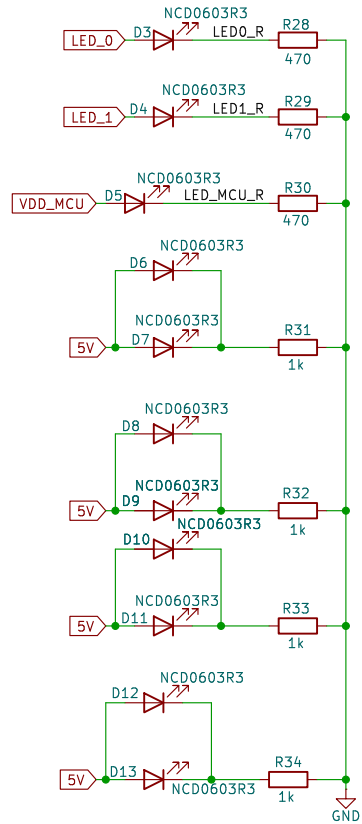 NCD0603R3
LED_0 D3 LED0_R R28
470
NCD0603R3
LED_1 D4 LED1_R R29
470
NCD0603R3
VDD_MCU D5 LED_MCU_R R30
470
NCD0603R3
D6
NCD0603R3
5V D7 R31
1k
NCD0603R3
D8
NCD0603R3
5V D9 R32
1k
NCD0603R3
D10
NCD0603R3
5V D11 R33
1k
NCD0603R3
D12
5V D13 R34
NCD0603R3 1k
GND